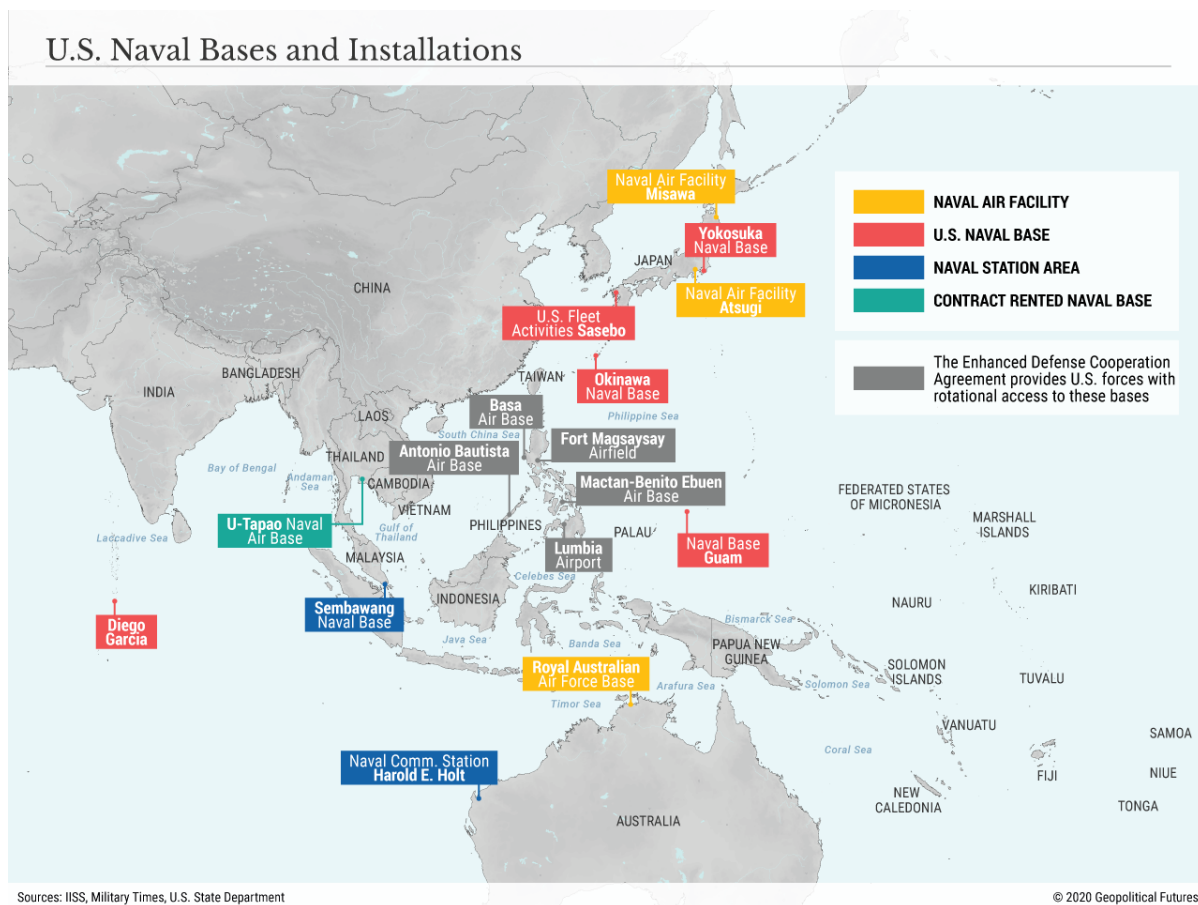 U.S. Naval Bases and Installations
Naval Air Facility
Misawa
Yokosuka
Naval Base
JAPAN
Naval Air Facility
Atsugi
U.S. Fleet
Activities Sasebo
Okinawa
Naval Base
NAVAL AIR FACILITY
U.S. NAVAL BASE
NAVAL STATION AREA
CONTRACT RENTED NAVAL BASE
The Enhanced Defense Cooperation
Agreement provides U.S. forces with
rotational access to these bases
CHINA
INDIA
BANGLADESH
TAIWAN
LAOS
Basa
Air Base
Philippine Sea
South China Sea
Fort Magsaysay
Airfield
Antonio Bautista
Air Base
THAILAND
Bay of Bengal
Andaman
Sea
CAMBODIA
Mactan-Benito Ebuen
Air Base
VIETNAM
FEDERATED STATES
OF MICRONESIA
MARSHALL
ISLANDS
U-Tapao Naval
Air Base
Gulf of
Thailand
PHILIPPINES
PALAU
Laccadive Sea
Naval Base
Guam
Lumbia
Airport
MALAYSIA
Celebes Sea
KIRIBATI
INDONESIA
NAURU
Sembawang
Naval Base
Diego
Garcia
Bismarck Sea
Java Sea
Banda Sea
PAPUA NEW
GUINEA
Royal Australian
Air Force Base
SOLOMON
ISLANDS
Arafura Sea
Solomon Sea
TUVALU
Timor Sea
VANUATU
SAMOA
Coral Sea
Naval Comm. Station
Harold E. Holt
FIJI
NIUE
NEW
CALEDONIA
TONGA
AUSTRALIA
Sources: IISS, Military Times, U.S. State Department
© 2020 Geopolitical Futures